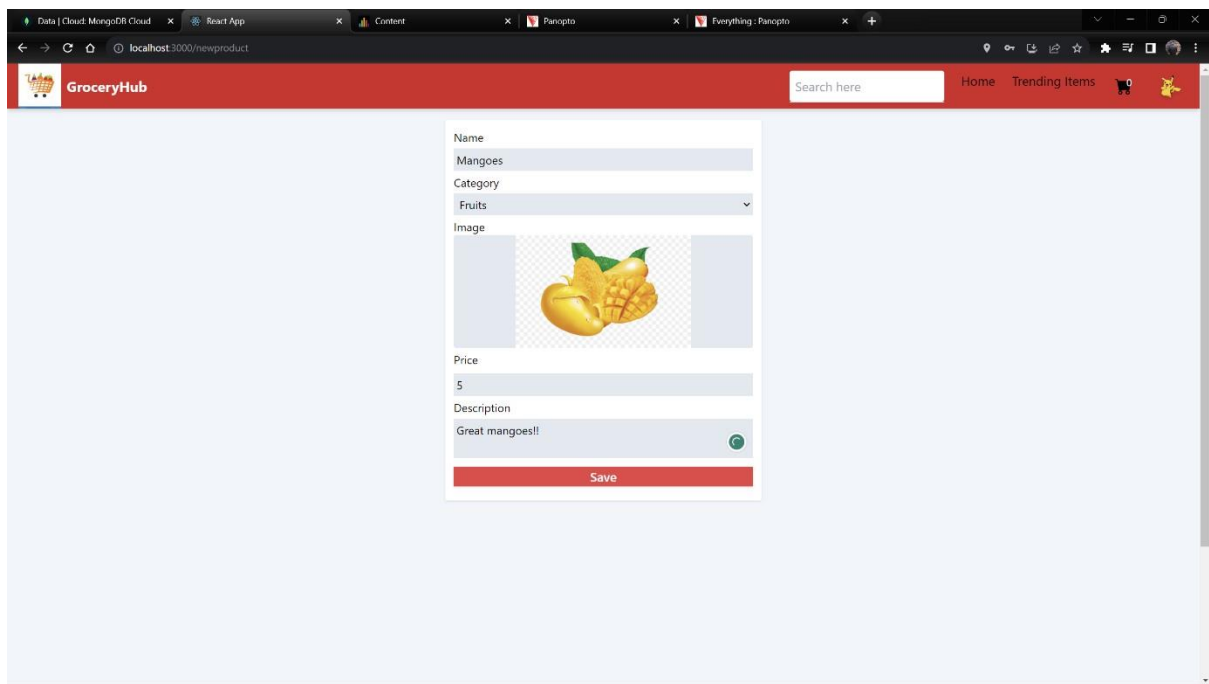 Data | Cloud: MongoDB Cloud
React App
Content
Panopto
Everything : Panopto
localhost:3000/newproduct
GroceryHub
Search here
Home
Trending Items
0
Name
Mangoes
Category
Fruits
Image
Price
5
Description
Great mangoes!!
Save